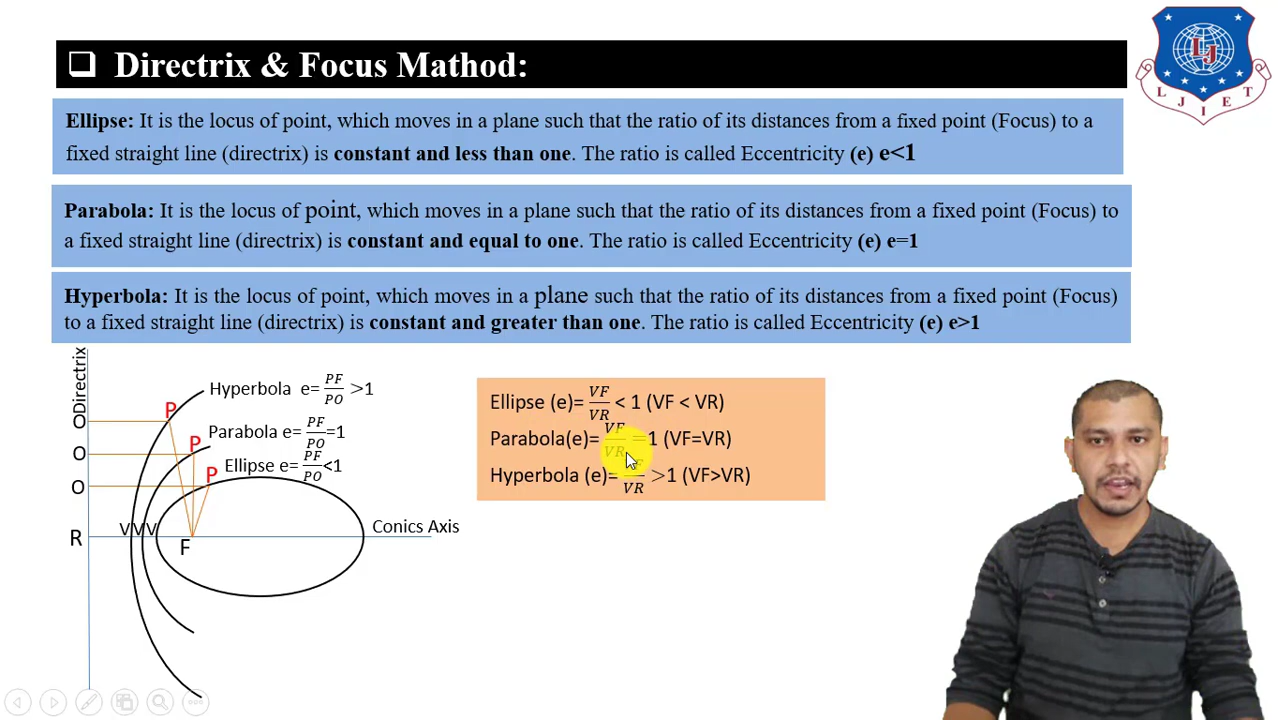 ❑ Directrix & Focus Mathod:
LJIET
LJ
Ellipse: It is the locus of point, which moves in a plane such that the ratio of its distances from a fixed point (Focus) to a
fixed straight line (directrix) is constant and less than one. The ratio is called Eccentricity (e) e<1
Parabola: It is the locus of point, which moves in a plane such that the ratio of its distances from a fixed point (Focus) to
a fixed straight line (directrix) is constant and equal to one. The ratio is called Eccentricity (e) e=1
Hyperbola: It is the locus of point, which moves in a plane such that the ratio of its distances from a fixed point (Focus)
to a fixed straight line (directrix) is constant and greater than one. The ratio is called Eccentricity (e) e>1
Directrix
Hyperbola e= PF/PO >1
P
O
Parabola e= PF/PO =1
P
O
Ellipse e= PF/PO <1
P
O
V V V
Conics Axis
R
F
Ellipse (e)= VF/VR < 1 (VF < VR)
Parabola(e)= VF/VR =1 (VF=VR)
Hyperbola (e)= F/VR >1 (VF>VR)